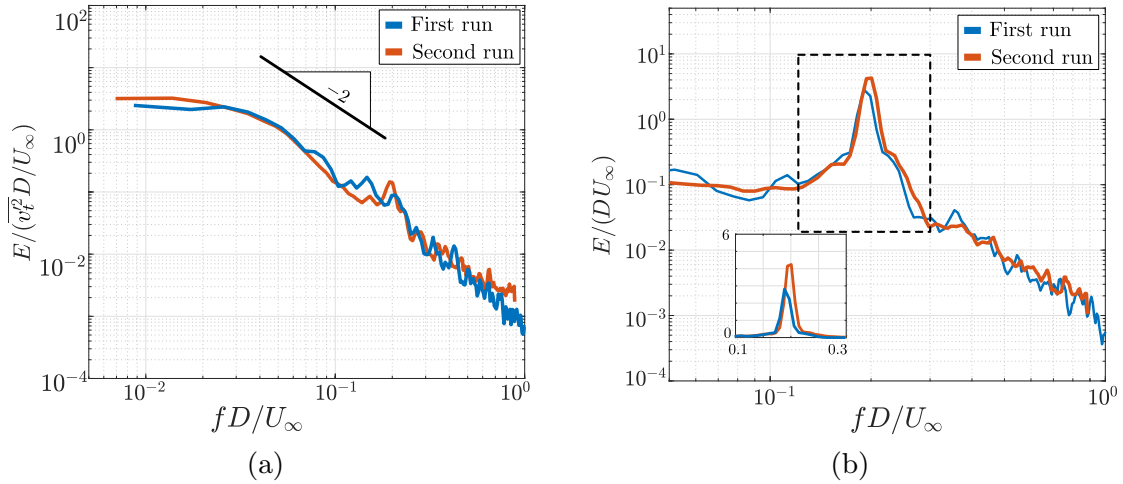 10^2
10^0
10^{-2}
10^{-4}
E/(\overline{v_t'^2}D/U_∞)
First run
Second run
−2
10^{-2}
10^{-1}
10^0
fD/U_∞
(a)
10^1
10^0
10^{-1}
10^{-2}
10^{-3}
10^{-4}
E/(DU_∞)
First run
Second run
6
0
0.1
0.3
10^{-1}
10^0
fD/U_∞
(b)